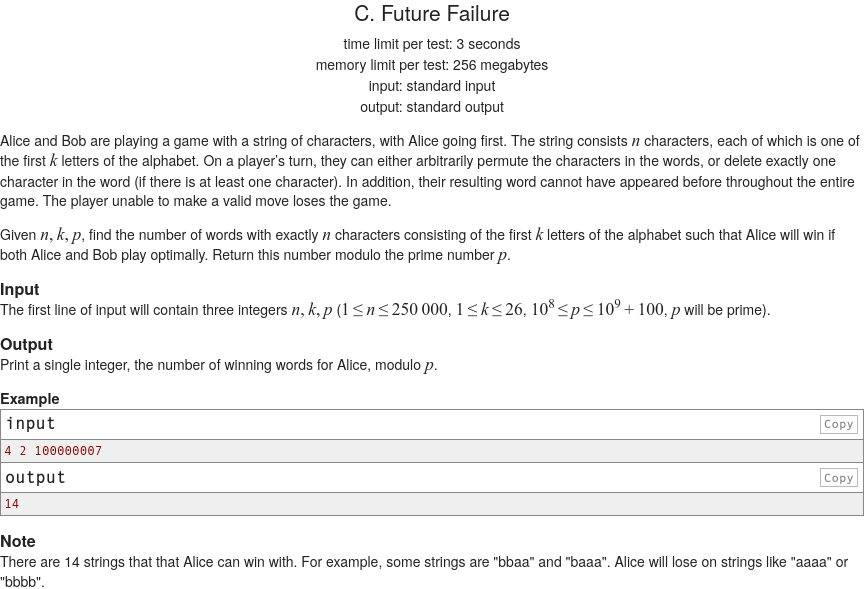 C. Future Failure
time limit per test: 3 seconds
memory limit per test: 256 megabytes
input: standard input
output: standard output
Alice and Bob are playing a game with a string of characters, with Alice going first. The string consists n characters, each of which is one of
the first k letters of the alphabet. On a player's turn, they can either arbitrarily permute the characters in the words, or delete exactly one
character in the word (if there is at least one character). In addition, their resulting word cannot have appeared before throughout the entire
game. The player unable to make a valid move loses the game.
Given n, k, p, find the number of words with exactly n characters consisting of the first k letters of the alphabet such that Alice will win if
both Alice and Bob play optimally. Return this number modulo the prime number p.
Input
The first line of input will contain three integers n, k, p (1 ≤ n ≤ 250 000, 1 ≤ k ≤ 26, 10^8 ≤ p ≤ 10^9 + 100, p will be prime).
Output
Print a single integer, the number of winning words for Alice, modulo p.
Example
input Copy
4 2 100000007
output Copy
14
Note
There are 14 strings that that Alice can win with. For example, some strings are "bbaa" and "baaa". Alice will lose on strings like "aaaa" or
"bbbb".